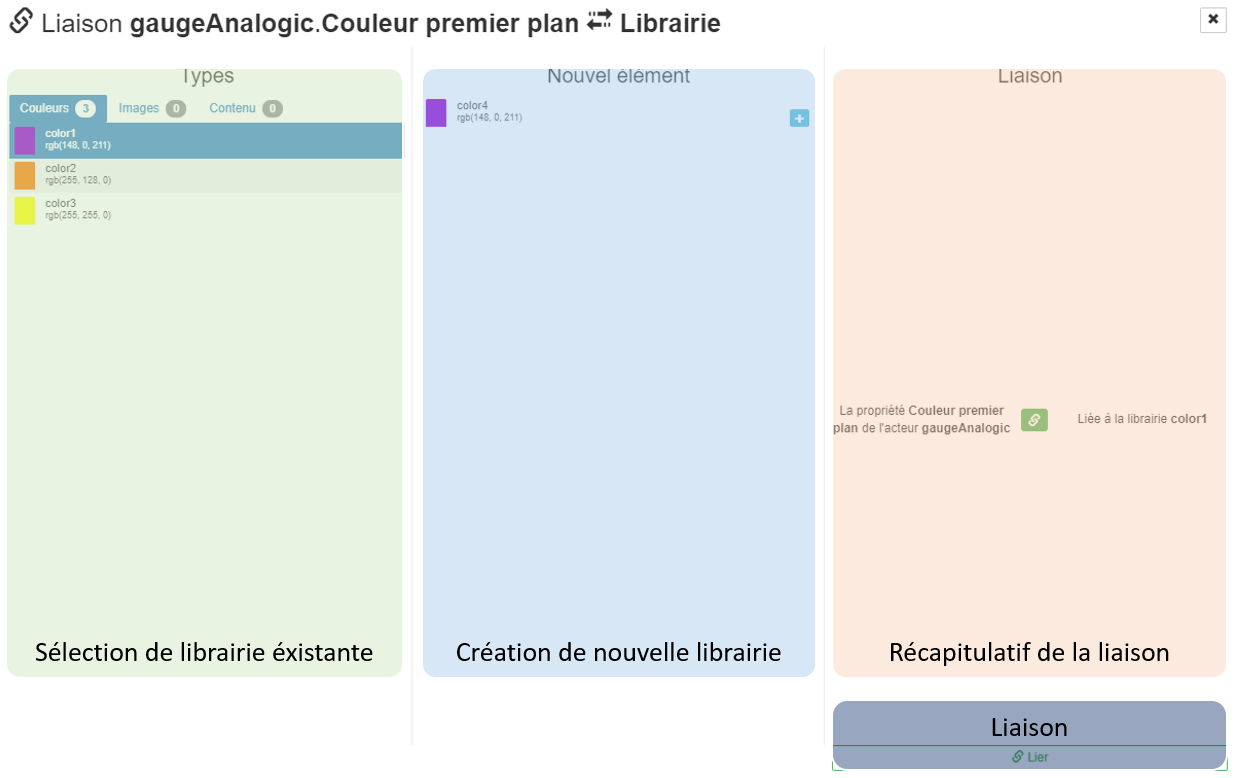 Liaison gaugeAnalogic.Couleur premier plan Librairie
Types
Couleurs 3 Images 0 Contenu 0
color1
rgb(148, 0, 211)
color2
rgb(255, 128, 0)
color3
rgb(255, 255, 0)
Sélection de librairie éxistante
Nouvel élément
color4
rgb(148, 0, 211)
Création de nouvelle librairie
Liaison
La propriété Couleur premier
plan de l'acteur gaugeAnalogic
Liée à la librairie color1
Récapitulatif de la liaison
Liaison
Lier